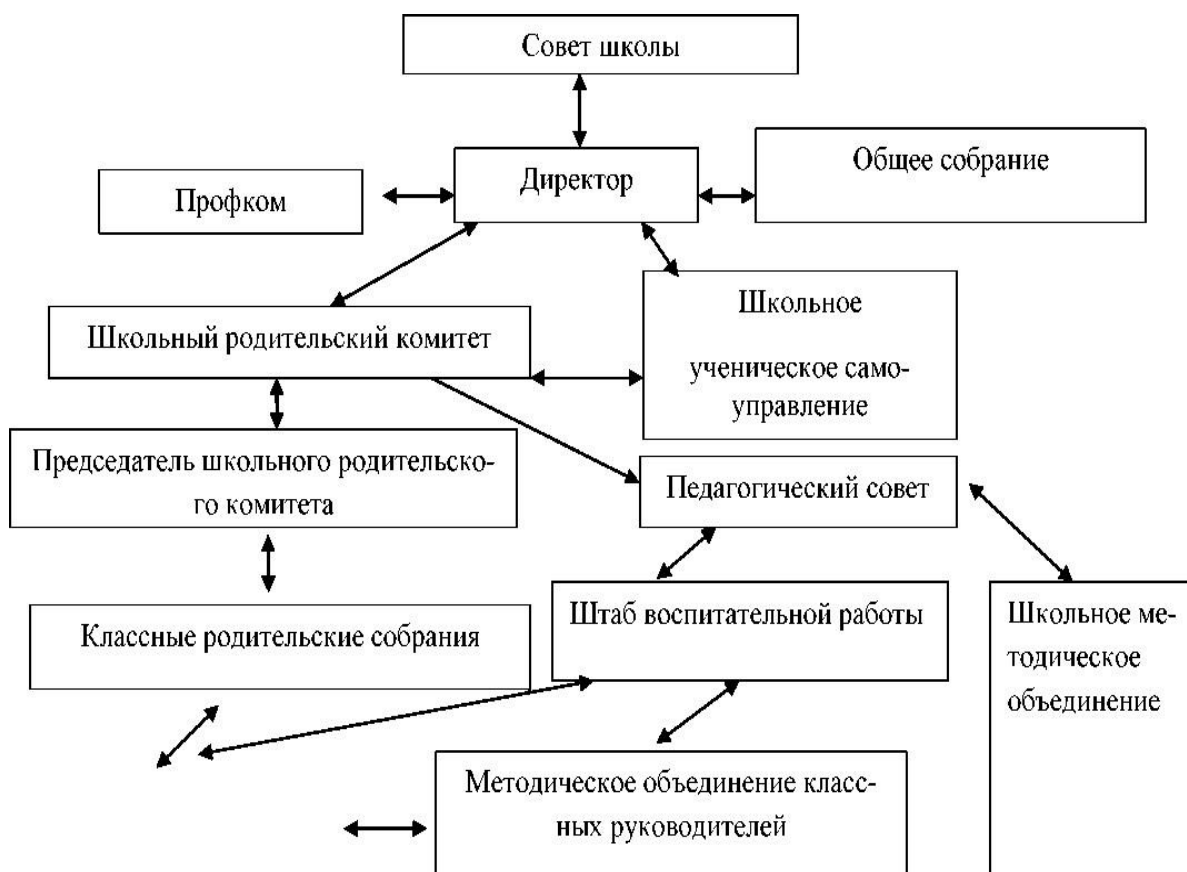 Совет школы
Директор
Общее собрание
Профком
Школьное
ученическое само-
управление
Школьный родительский комитет
Председатель школьного родительско-
го комитета
Педагогический совет
Классные родительские собрания
Штаб воспитательной работы
Школьное ме-
тодическое
объединение
Методическое объединение класс-
ных руководителей